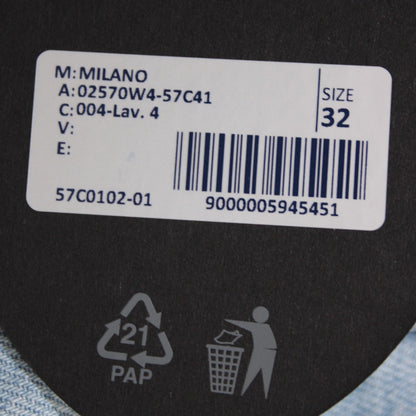 M: MILANO
A: 02570W4-57C41
C: 004-Lav. 4
V:
E:
SIZE
32
57C0102-01
9000005945451
21
PAP